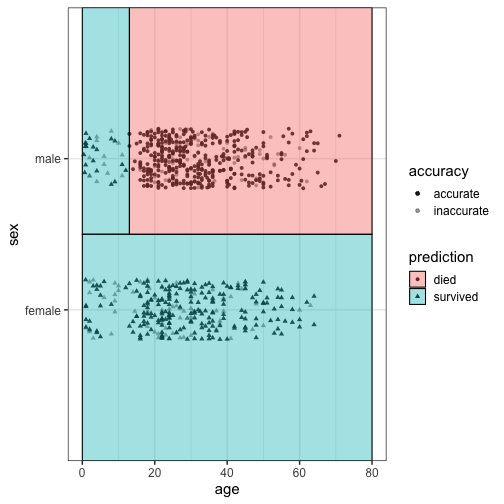 male
female
sex
0 20 40 60 80
age
accuracy
accurate
inaccurate
prediction
died
survived